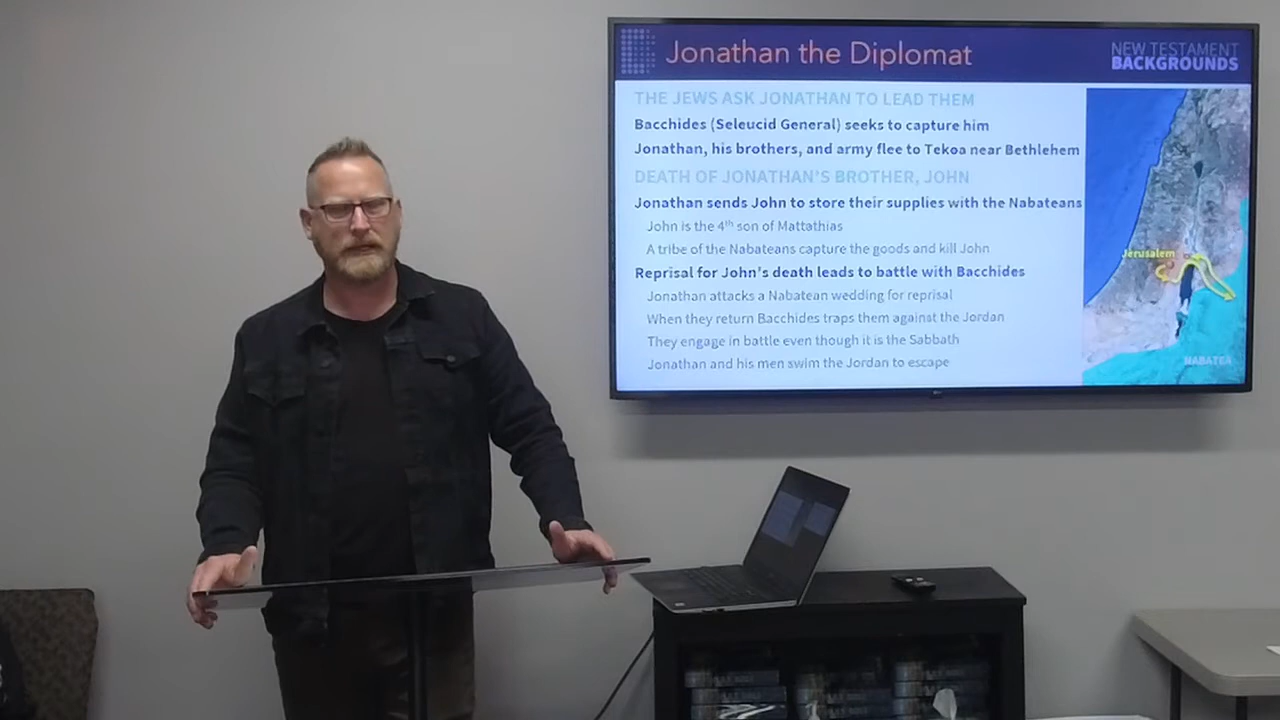 Jonathan the Diplomat
NEW TESTAMENT
BACKGROUNDS
THE JEWS ASK JONATHAN TO LEAD THEM
Bacchides (Seleucid General) seeks to capture him
Jonathan, his brothers, and army flee to Tekoa near Bethlehem
DEATH OF JONATHAN'S BROTHER, JOHN
Jonathan sends John to store their supplies with the Nabateans
John is the 4th son of Mattathias
A tribe of the Nabateans capture the goods and kill John
Reprisal for John's death leads to battle with Bacchides
Jonathan attacks a Nabatean wedding for reprisal
When they return Bacchides traps them against the Jordan
They engage in battle even though it is the Sabbath
Jonathan and his men swim the Jordan to escape
Jerusalem
NABATEA